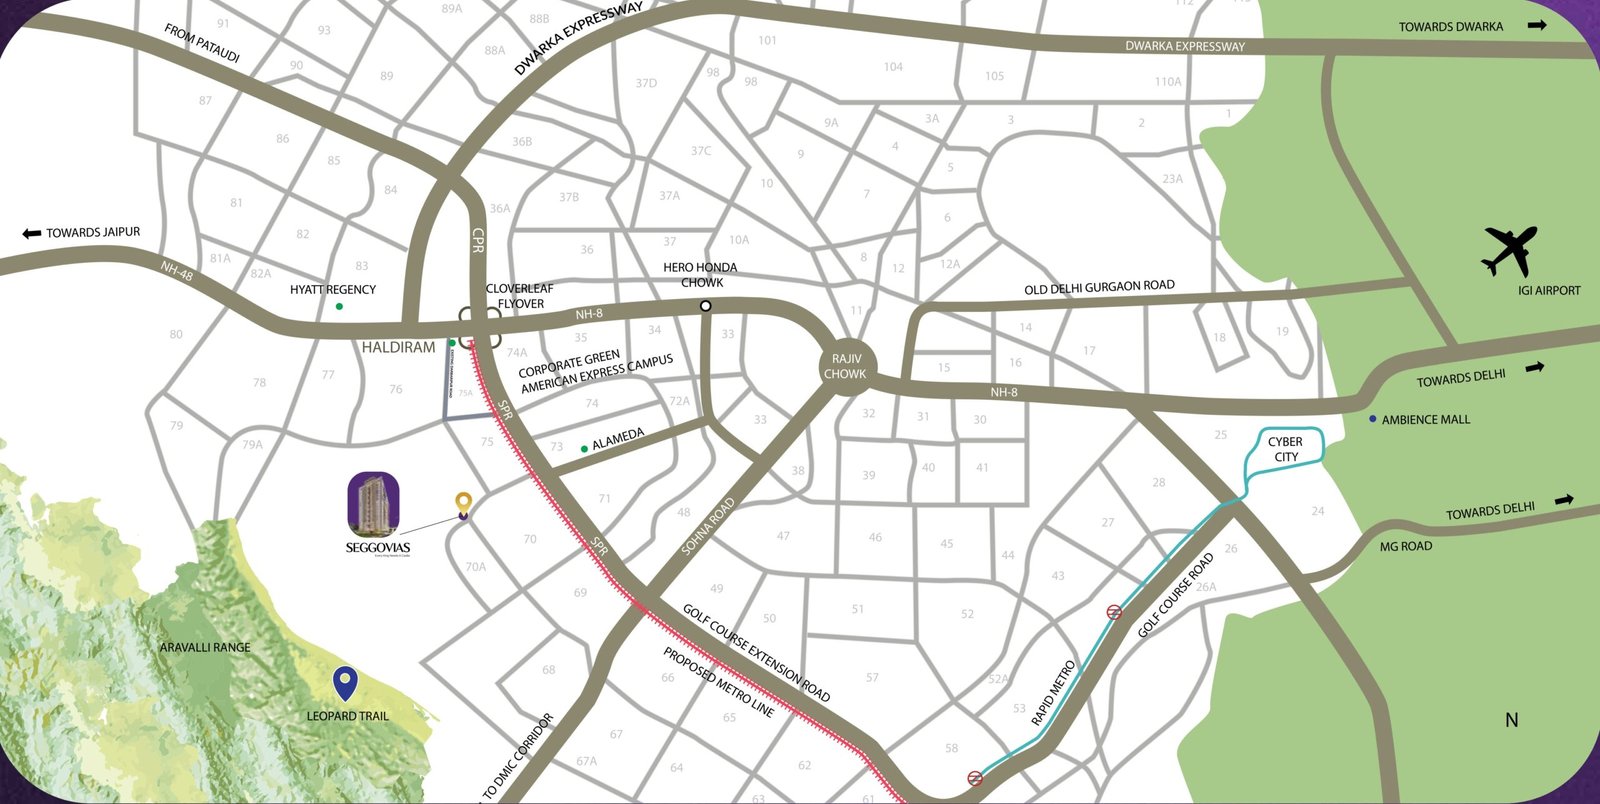 112
89A
88B
91
93
FROM PATAUDI
88A
DWARKA EXPRESSWAY
101
DWARKA EXPRESSWAY
TOWARDS DWARKA
90
89
37D
98
98
104
105
110A
87
86
85
36B
37C
9A
9
4
3A
3
2
1
5
23A
84
81
82
83
81A
82A
36A
37B
37A
10
7
6
TOWARDS JAIPUR
NH-48
CPR
36
37
10A
8
12
12A
HYATT REGENCY
CLOVERLEAF
FLYOVER
HERO HONDA
CHOWK
OLD DELHI GURGAON ROAD
IGI AIRPORT
NH-8
11
80
HALDIRAM
74A
35
34
33
CORPORATE GREEN
AMERICAN EXPRESS CAMPUS
RAJIV
CHOWK
14
15
16
17
18
19
NH-8
TOWARDS DELHI
AMBIENCE MALL
78
77
76
75A
SPR
74
72A
33
32
31
30
25
CYBER
CITY
79
79A
75
73
ALAMEDA
38
39
40
41
28
24
TOWARDS DELHI
MG ROAD
SEGGOVIAS
71
48
SOHNA ROAD
47
46
45
44
27
26
26A
70
70A
SPR
69
49
50
51
52
43
GOLF COURSE ROAD
ARAVALLI RANGE
GOLF COURSE EXTENSION ROAD
PROPOSED METRO LINE
68
66
57
52A
53
RAPID METRO
LEOPARD TRAIL
65
67
67A
64
62
63
61
58
TO DMIC CORRIDOR
N